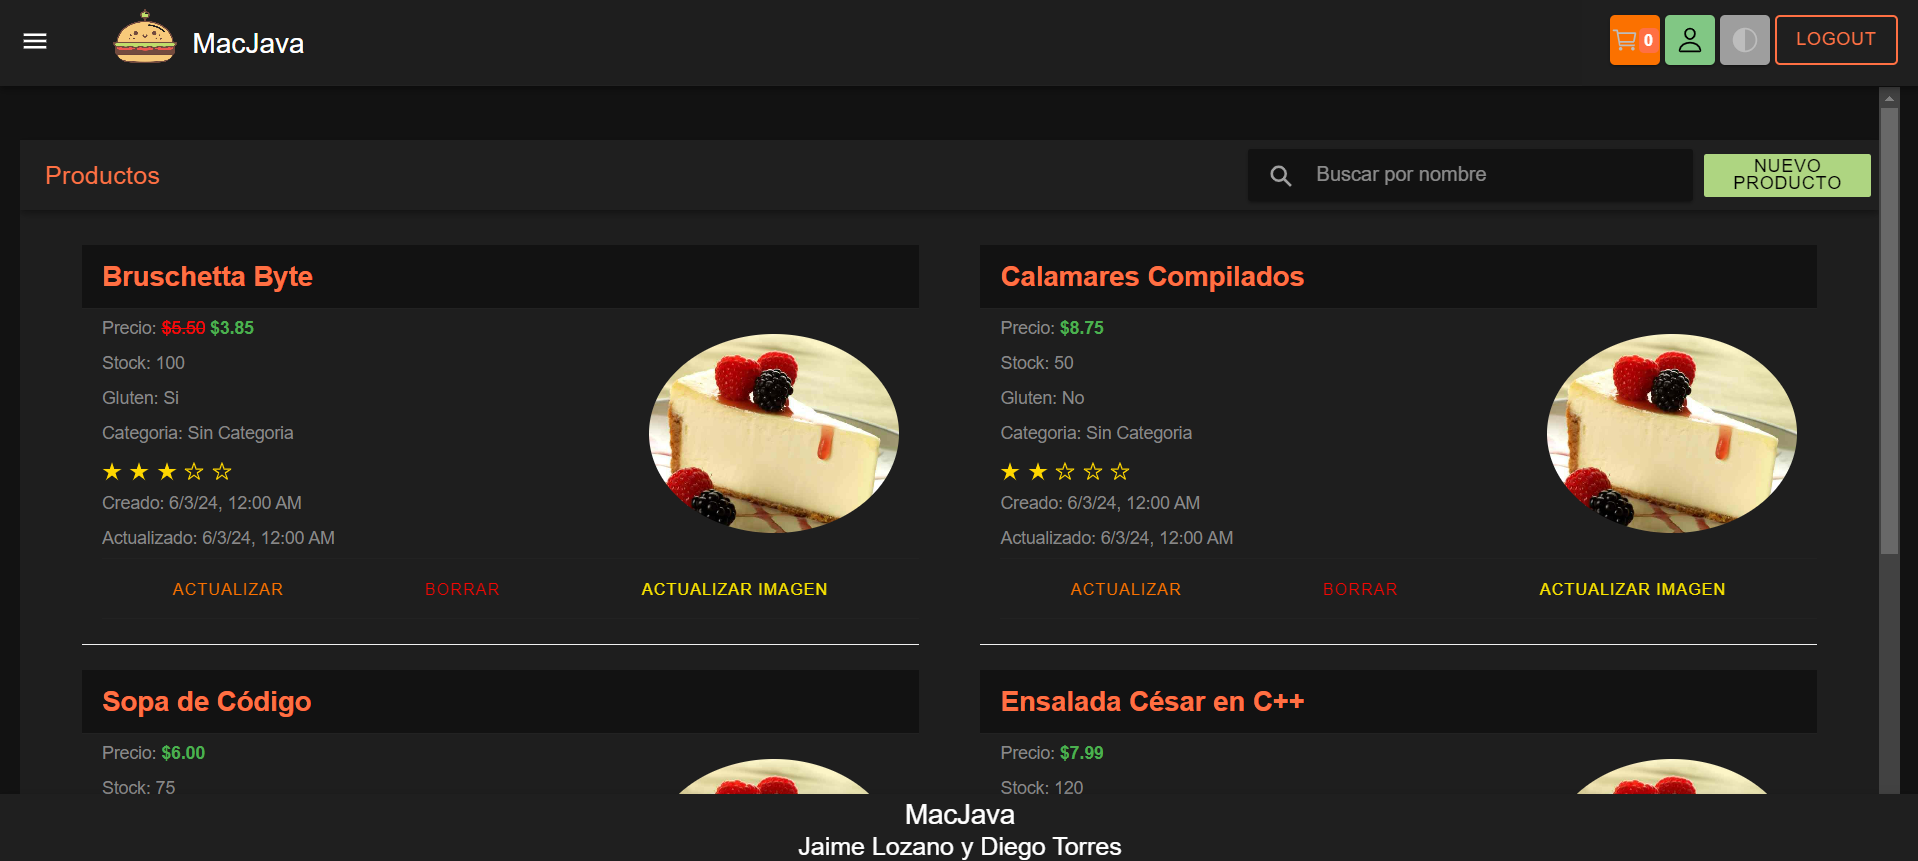 MacJava
0
LOGOUT
Productos
Buscar por nombre
NUEVO
PRODUCTO
Bruschetta Byte
Precio: $5.50 $3.85
Stock: 100
Gluten: Si
Categoria: Sin Categoria
Creado: 6/3/24, 12:00 AM
Actualizado: 6/3/24, 12:00 AM
ACTUALIZAR
BORRAR
ACTUALIZAR IMAGEN
Calamares Compilados
Precio: $8.75
Stock: 50
Gluten: No
Categoria: Sin Categoria
Creado: 6/3/24, 12:00 AM
Actualizado: 6/3/24, 12:00 AM
ACTUALIZAR
BORRAR
ACTUALIZAR IMAGEN
Sopa de Código
Precio: $6.00
Stock: 75
Ensalada César en C++
Precio: $7.99
Stock: 120
MacJava
Jaime Lozano y Diego Torres